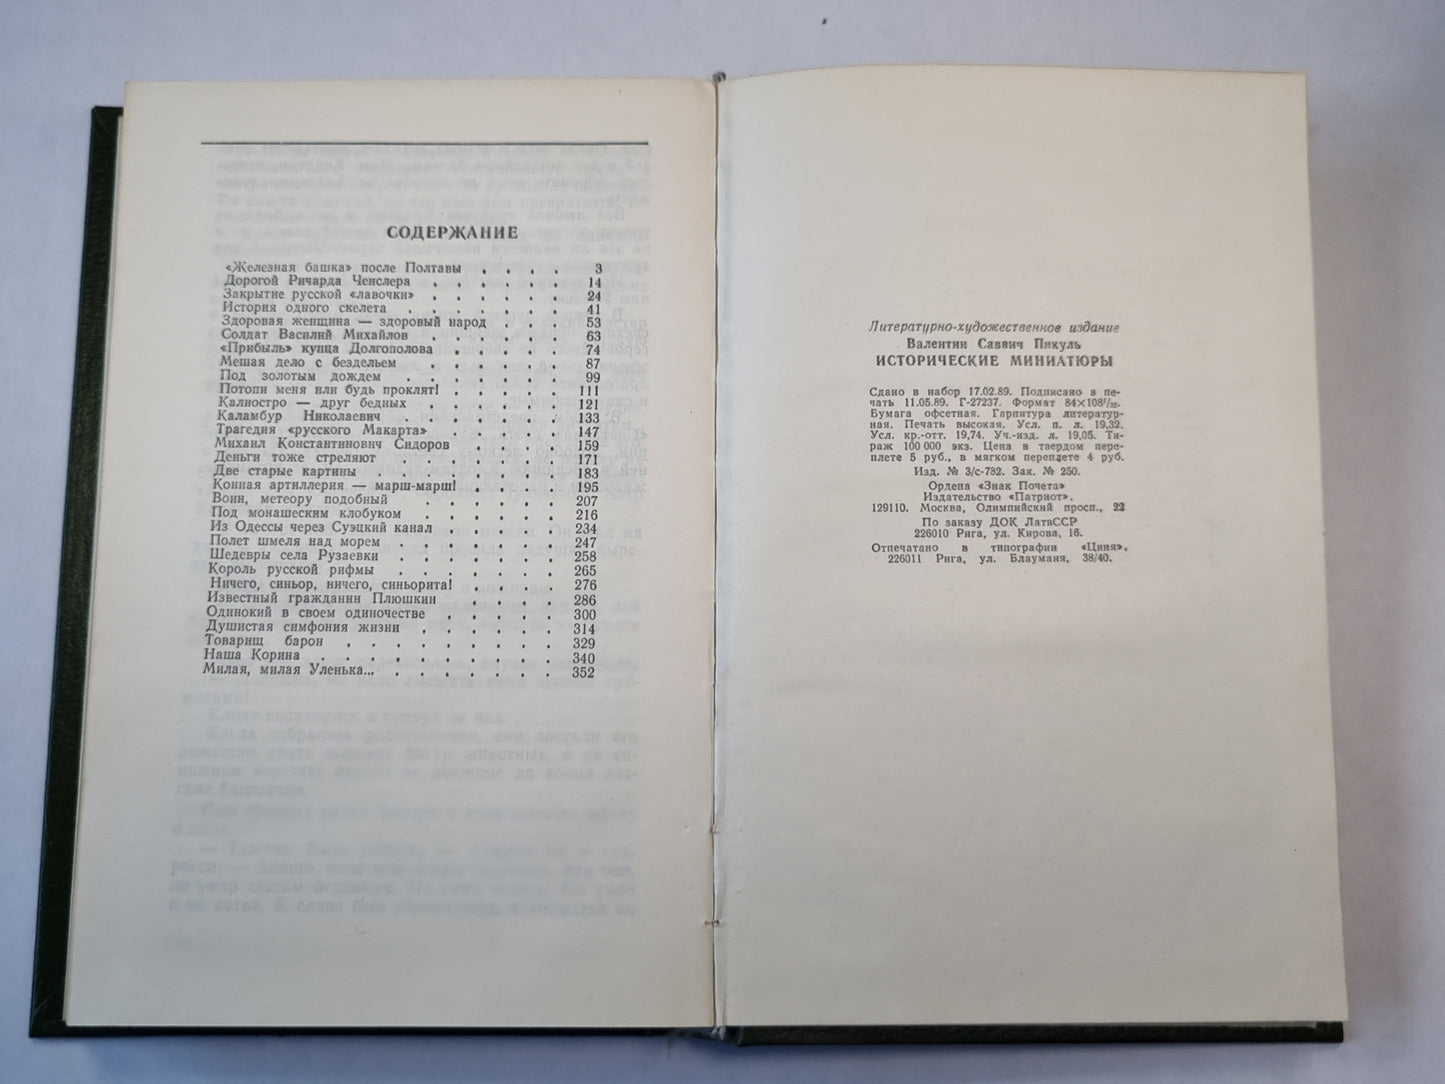 СОДЕРЖАНИЕ
«Железная башка» после Полтавы . . . . 3
Дорогой Ричарда Ченслера . . . . . . 14
Закрытие русской «лавочки» . . . . . . 24
История одного скелета . . . . . . . 41
Здоровая женщина — здоровый народ . . . 53
Солдат Василий Михайлов . . . . . . 63
«Прибыль» купца Долгополова . . . . . 74
Мешая дело с бездельем . . . . . . 87
Под золотым дождем . . . . . . . 99
Потопи меня или будь проклят! . . . . . 111
Калиостро — друг бедных . . . . . . 121
Каламбур Николаевич . . . . . . . 133
Трагедия «русского Макарта» . . . . . 147
Михаил Константинович Сидоров . . . . . 159
Деньги тоже стреляют . . . . . . . 171
Две старые картины . . . . . . . 183
Конная артиллерия — марш-марш! . . . . 195
Воин, метеору подобный . . . . . . 207
Под монашеским клобуком . . . . . . 216
Из Одессы через Суэцкий канал . . . . . 234
Полет шмеля над морем . . . . . . . 247
Шедевры села Рузаевки . . . . . . . 258
Король русской рифмы . . . . . . . 265
Ничего, синьор, ничего, синьорита! . . . . 276
Известный гражданин Плюшкин . . . . 286
Одинокий в своем одиночестве . . . . . 300
Душистая симфония жизни . . . . . . 314
Товарищ барон . . . . . . . . . 329
Наша Корина . . . . . . . . . . 340
Милая, милая Уленька... . . . . . . . 352
Литературно-художественное издание
Валентин Саввич Пикуль
ИСТОРИЧЕСКИЕ МИНИАТЮРЫ
Сдано в набор 17.02.89. Подписано в пе-
чать 11.05.89. Г-27237. Формат 84×108¹/₃₂.
Бумага офсетная. Гарнитура литератур-
ная. Печать высокая. Усл. п. л. 19,32.
Усл. кр.-отт. 19,74. Уч.-изд. л. 19,05. Ти-
раж 100 000 экз. Цена в твердом пере-
плете 5 руб., в мягком переплете 4 руб.
Изд. № 3/с-782. Зак. № 250.
Ордена «Знак Почета»
Издательство «Патриот».
129110. Москва, Олимпийский просп., 22
По заказу ДОК ЛатвССР
226010 Рига, ул. Кирова, 16.
Отпечатано в типографии «Циня»,
226011 Рига, ул. Блауманя, 38/40.